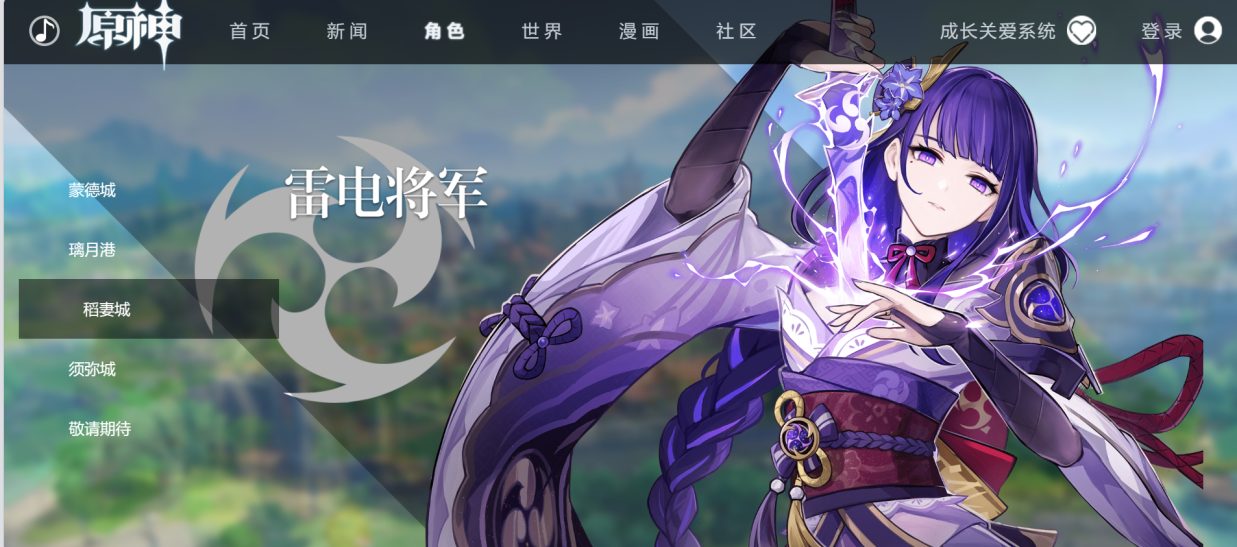 原神 首页 新闻 角色 世界 漫画 社区 成长关爱系统 登录
雷电将军
蒙德城
璃月港
稻妻城
须弥城
敬请期待